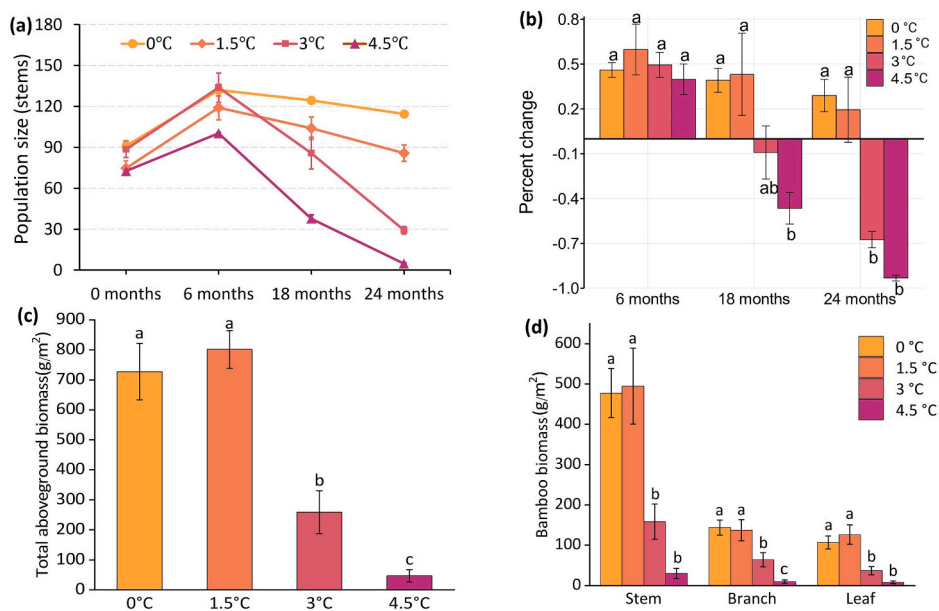 (a)
0°C
1.5°C
3°C
4.5°C
Population size (stems)
180
150
120
90
60
30
0
0 months
6 months
18 months
24 months
(b)
0 °C
1.5 °C
3 °C
4.5 °C
Percent change
0.8
0.5
0.2
-0.1
-0.4
-0.7
-1.0
a
a
a
a
a
a
ab
b
a
a
b
b
6 months
18 months
24 months
(c)
Total aboveground biomass(g/m²)
900
800
700
600
500
400
300
200
100
0
a
a
b
c
0°C
1.5°C
3°C
4.5°C
(d)
0 °C
1.5 °C
3 °C
4.5 °C
Bamboo biomass(g/m²)
600
500
400
300
200
100
0
a
a
b
b
a
a
b
c
a
a
b
b
Stem
Branch
Leaf